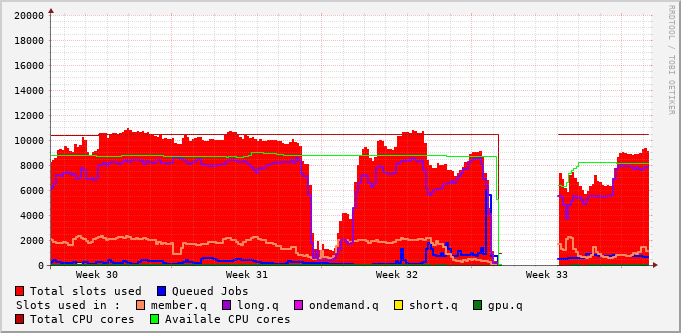 20000
18000
16000
14000
12000
10000
8000
6000
4000
2000
0
Week 30 Week 31 Week 32 Week 33
RRDTOOL / TOBI OETIKER
Total slots used Queued Jobs
Slots used in : member.q long.q ondemand.q short.q gpu.q
Total CPU cores Availale CPU cores